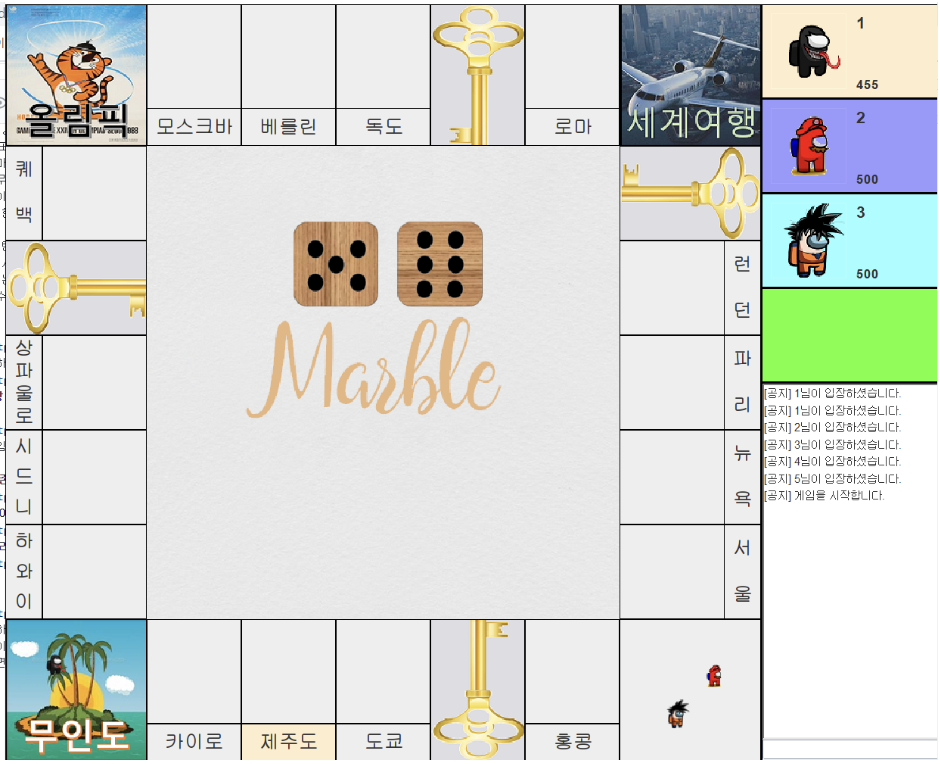 올림픽
모스크바
베를린
독도
로마
세계여행
1
455
2
500
3
500
퀘
백
상
파
울
로
시
드
니
하
와
이
Marble
런
던
파
리
뉴
욕
서
울
[공지] 1님이 입장하셨습니다.
[공지] 1님이 입장하셨습니다.
[공지] 2님이 입장하셨습니다.
[공지] 3님이 입장하셨습니다.
[공지] 4님이 입장하셨습니다.
[공지] 5님이 입장하셨습니다.
[공지] 게임을 시작합니다.
무인도
카이로
제주도
도쿄
홍콩